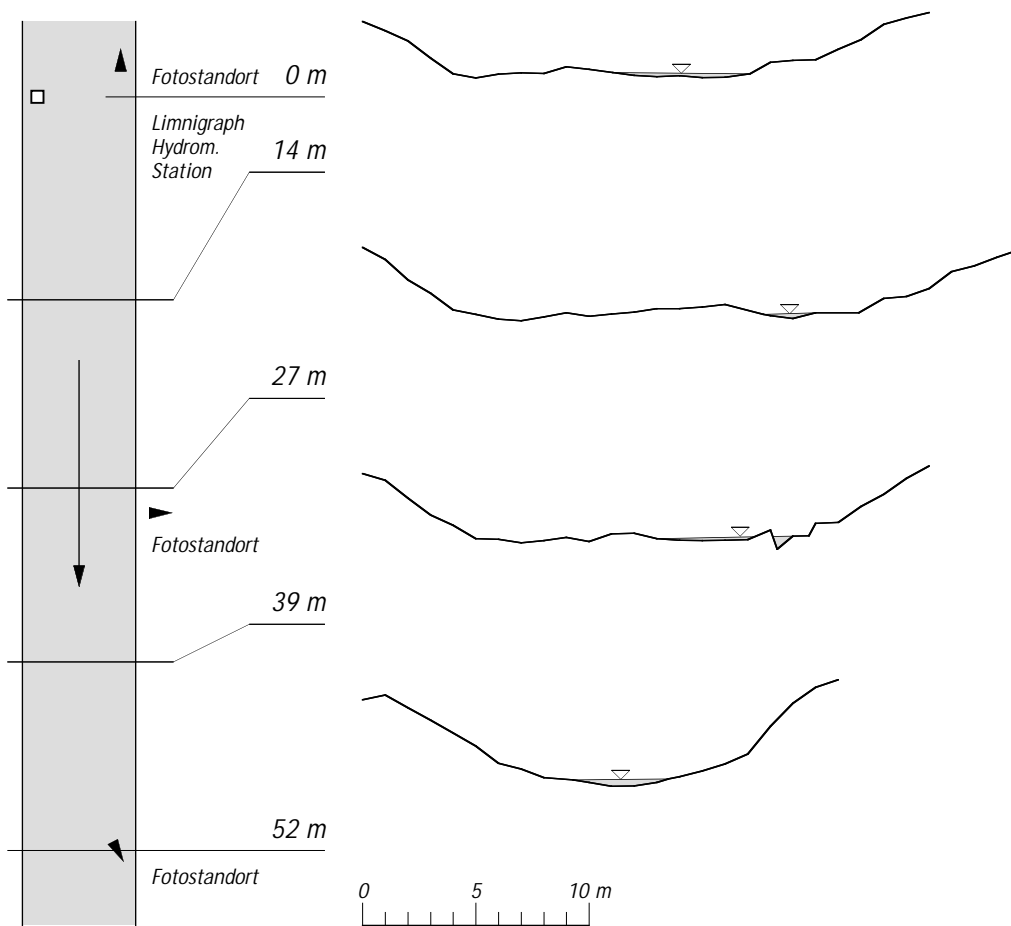 Fotostandort 0 m
Limnigraph
Hydrom.
Station
14 m
27 m
Fotostandort
39 m
52 m
Fotostandort
0 5 10 m